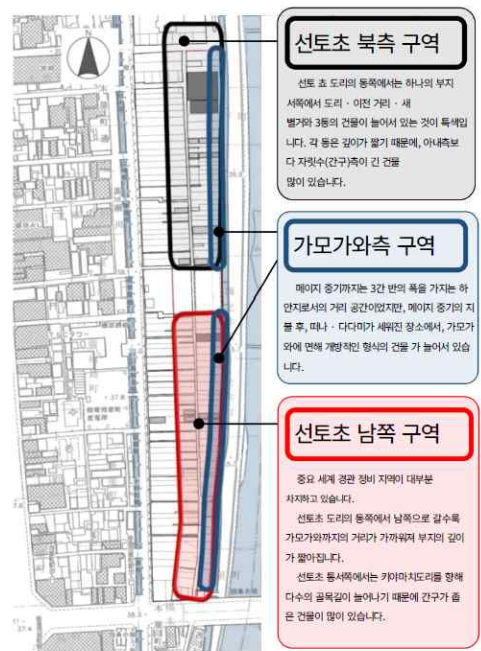 선토초 북측 구역
선토 쵸 도리의 동쪽에서는 하나의 부지
서쪽에서 도리 · 이전 거리 · 새
별거와 3동의 건물이 늘어서 있는 것이 특색입
니다. 각 동은 깊이가 짧기 때문에, 아내측보
다 자릿수(간구)측이 긴 건물
많이 있습니다.
가모가와측 구역
메이지 중기까지는 3간 반의 폭을 가지는 하
안지로서의 거리 공간이었지만, 메이지 중기의 지
불 후, 떠나 · 다다미가 세워진 장소에서, 가모가
와에 면해 개방적인 형식의 건물 가 늘어서 있습
니다.
선토초 남쪽 구역
중요 세계 경관 정비 지역이 대부분
차지하고 있습니다.
선토초 도리의 동쪽에서 남쪽으로 갈수록
가모가와까지의 거리가 가까워져 부지의 깊이
가 짧아집니다.
선토초 통서쪽에서는 키야마치도리를 향해
다수의 골목길이 늘어나기 때문에 간구가 좁
은 건물이 많이 있습니다.
N